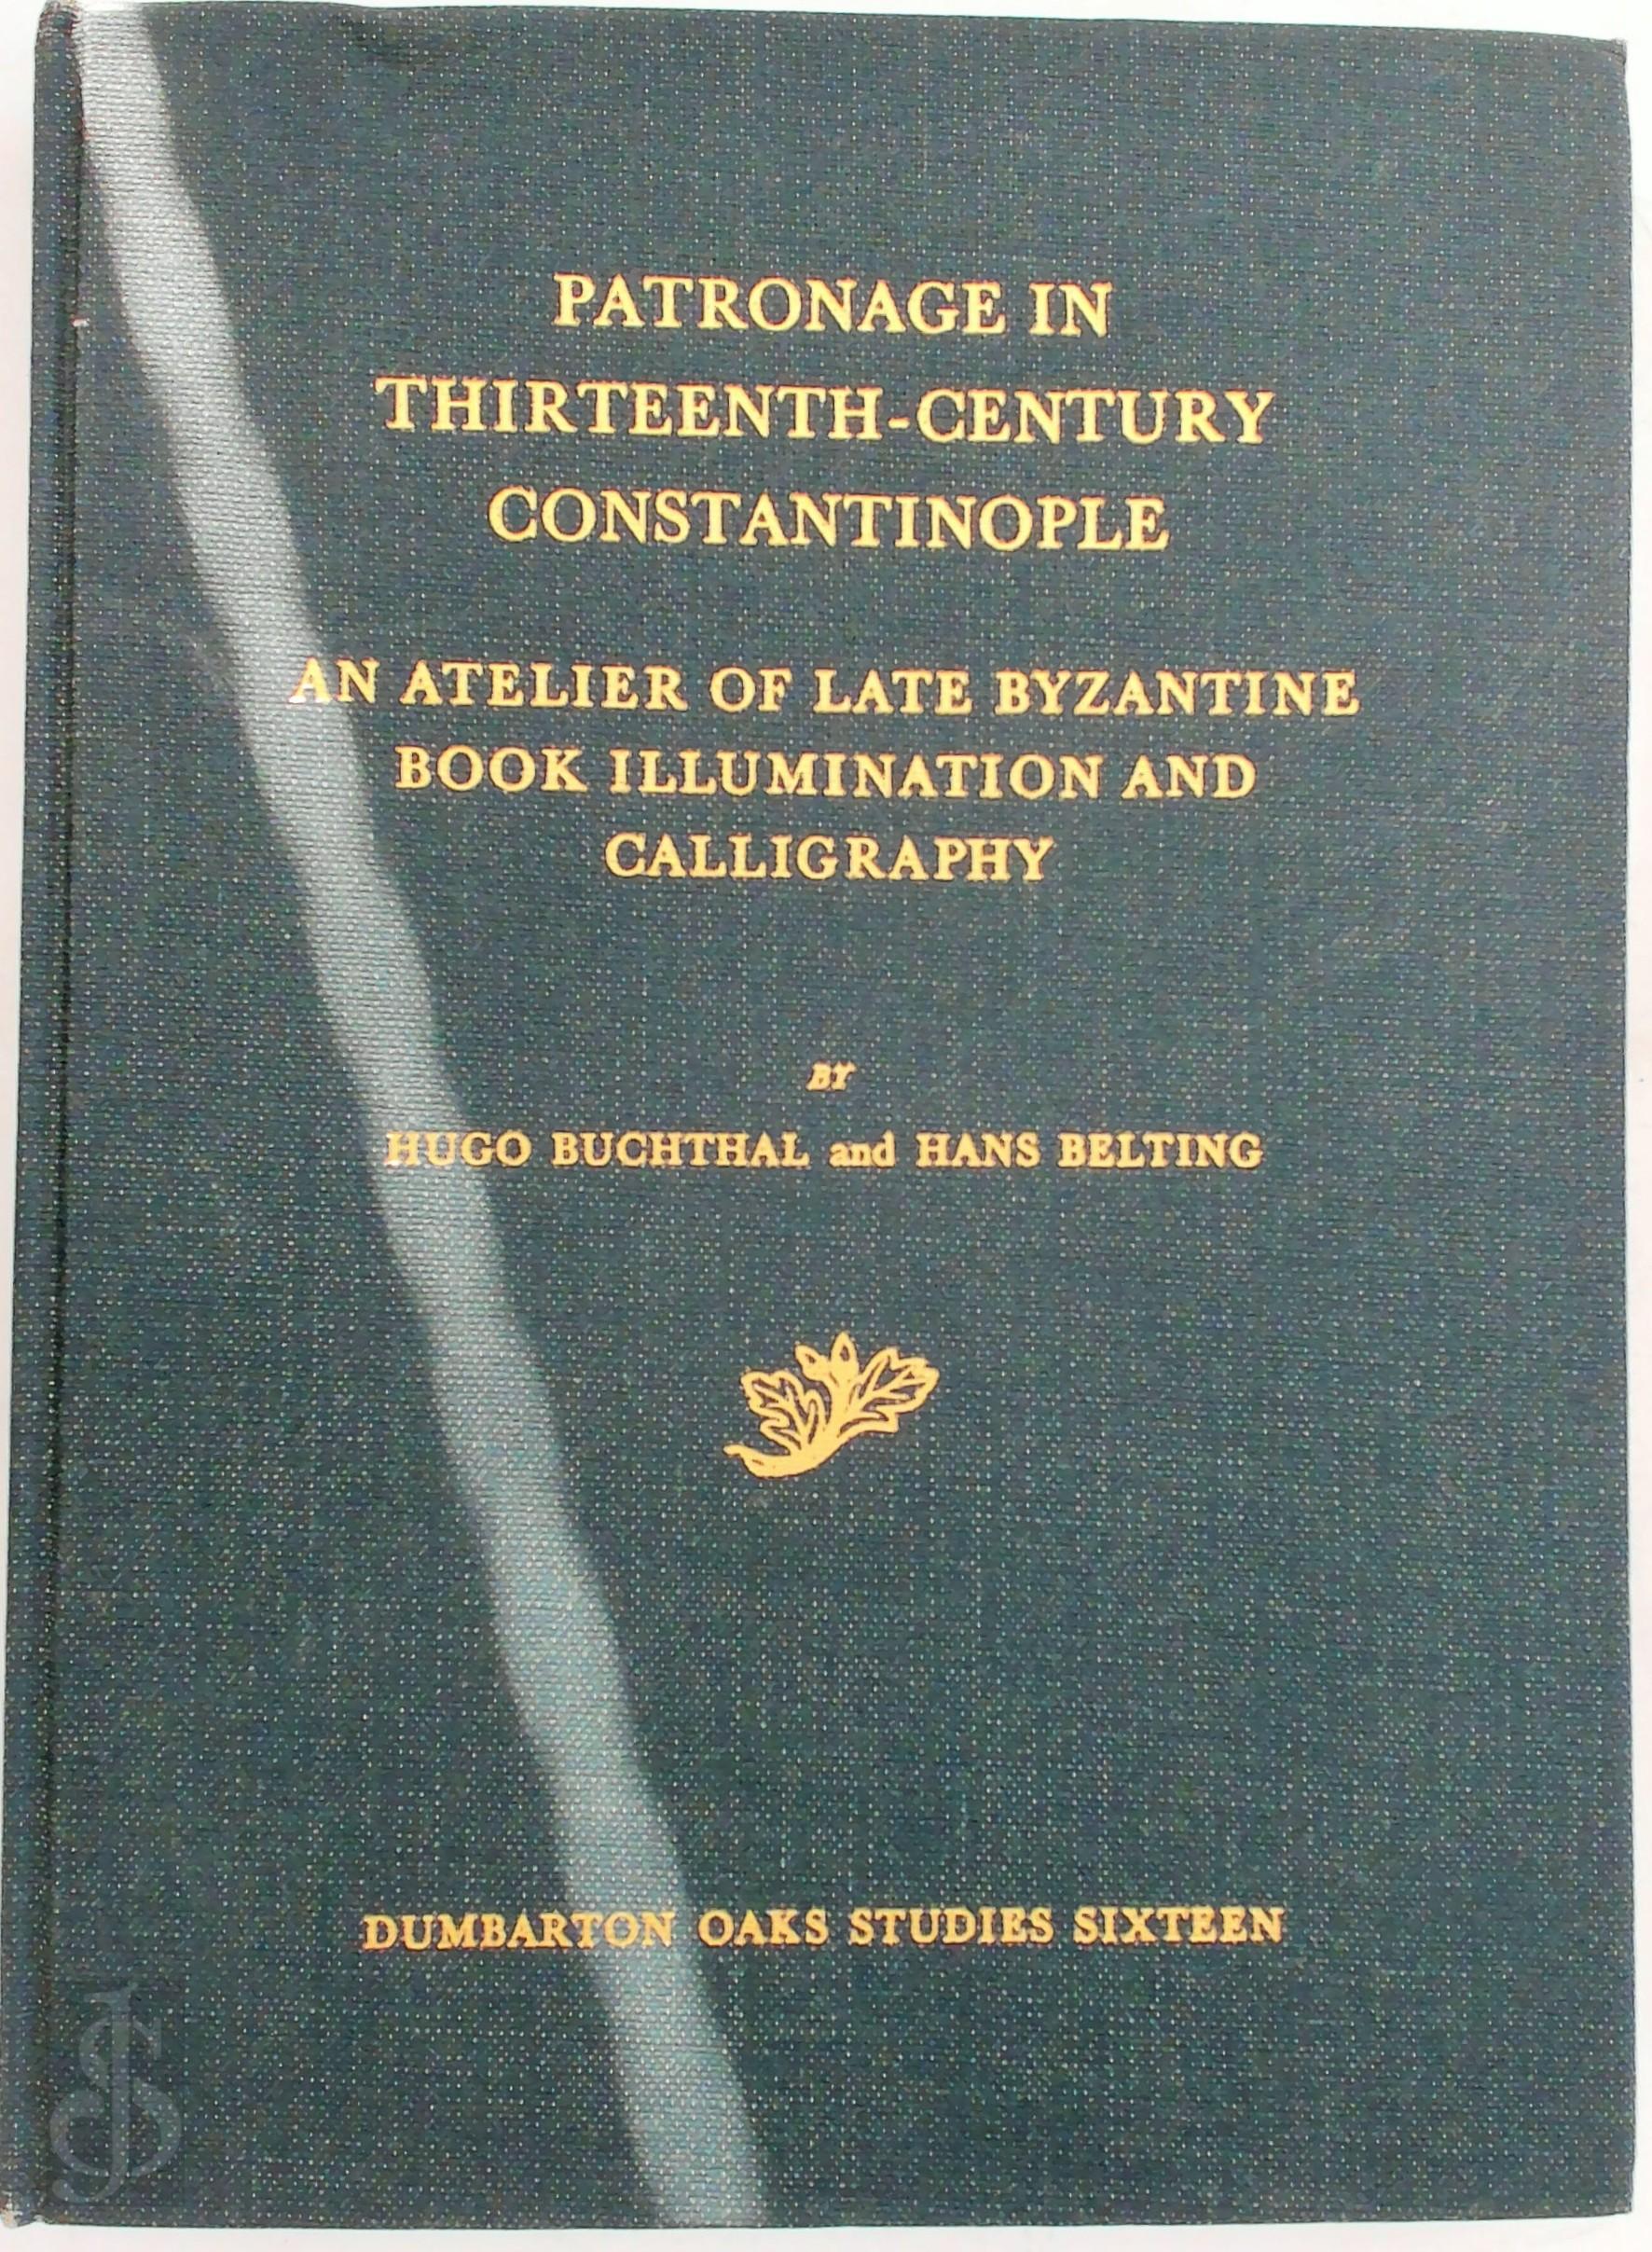 PATRONAGE IN
THIRTEENTH-CENTURY
CONSTANTINOPLE
AN ATELIER OF LATE BYZANTINE
BOOK ILLUMINATION AND
CALLIGRAPHY
BY
HUGO BUCHTHAL and HANS BELTING
DUMBARTON OAKS STUDIES SIXTEEN